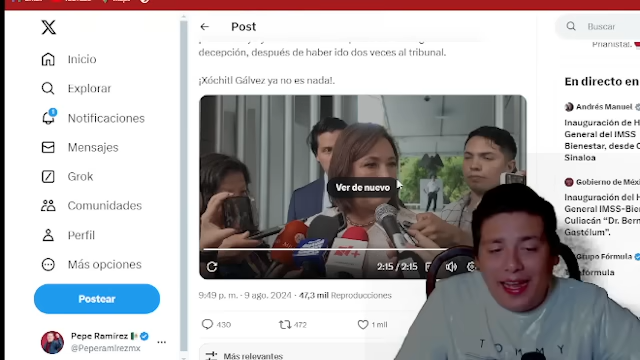 Post
Buscar
decepción, después de haber ido dos veces al tribunal.
¡Xóchitl Gálvez ya no es nada!.
Ver de nuevo
2:15 / 2:15
9:49 p. m. · 9 ago. 2024 · 47,3 mil Reproducciones
430
472
1 mil
Más relevantes
Inicio
Explorar
Notificaciones
Mensajes
Grok
Comunidades
Perfil
Más opciones
Postear
Pepe Ramírez
@Peperamirezmx
Prianista!
En directo en
Andrés Manuel
Inauguración de H
General del IMSS
Bienestar, desde C
Sinaloa
Gobierno de Méxi
Inauguración del H
General IMSS-Bien
Culiacán “Dr. Bern
Gastélum”.
Grupo Fórmula
fórmula
TOMMY